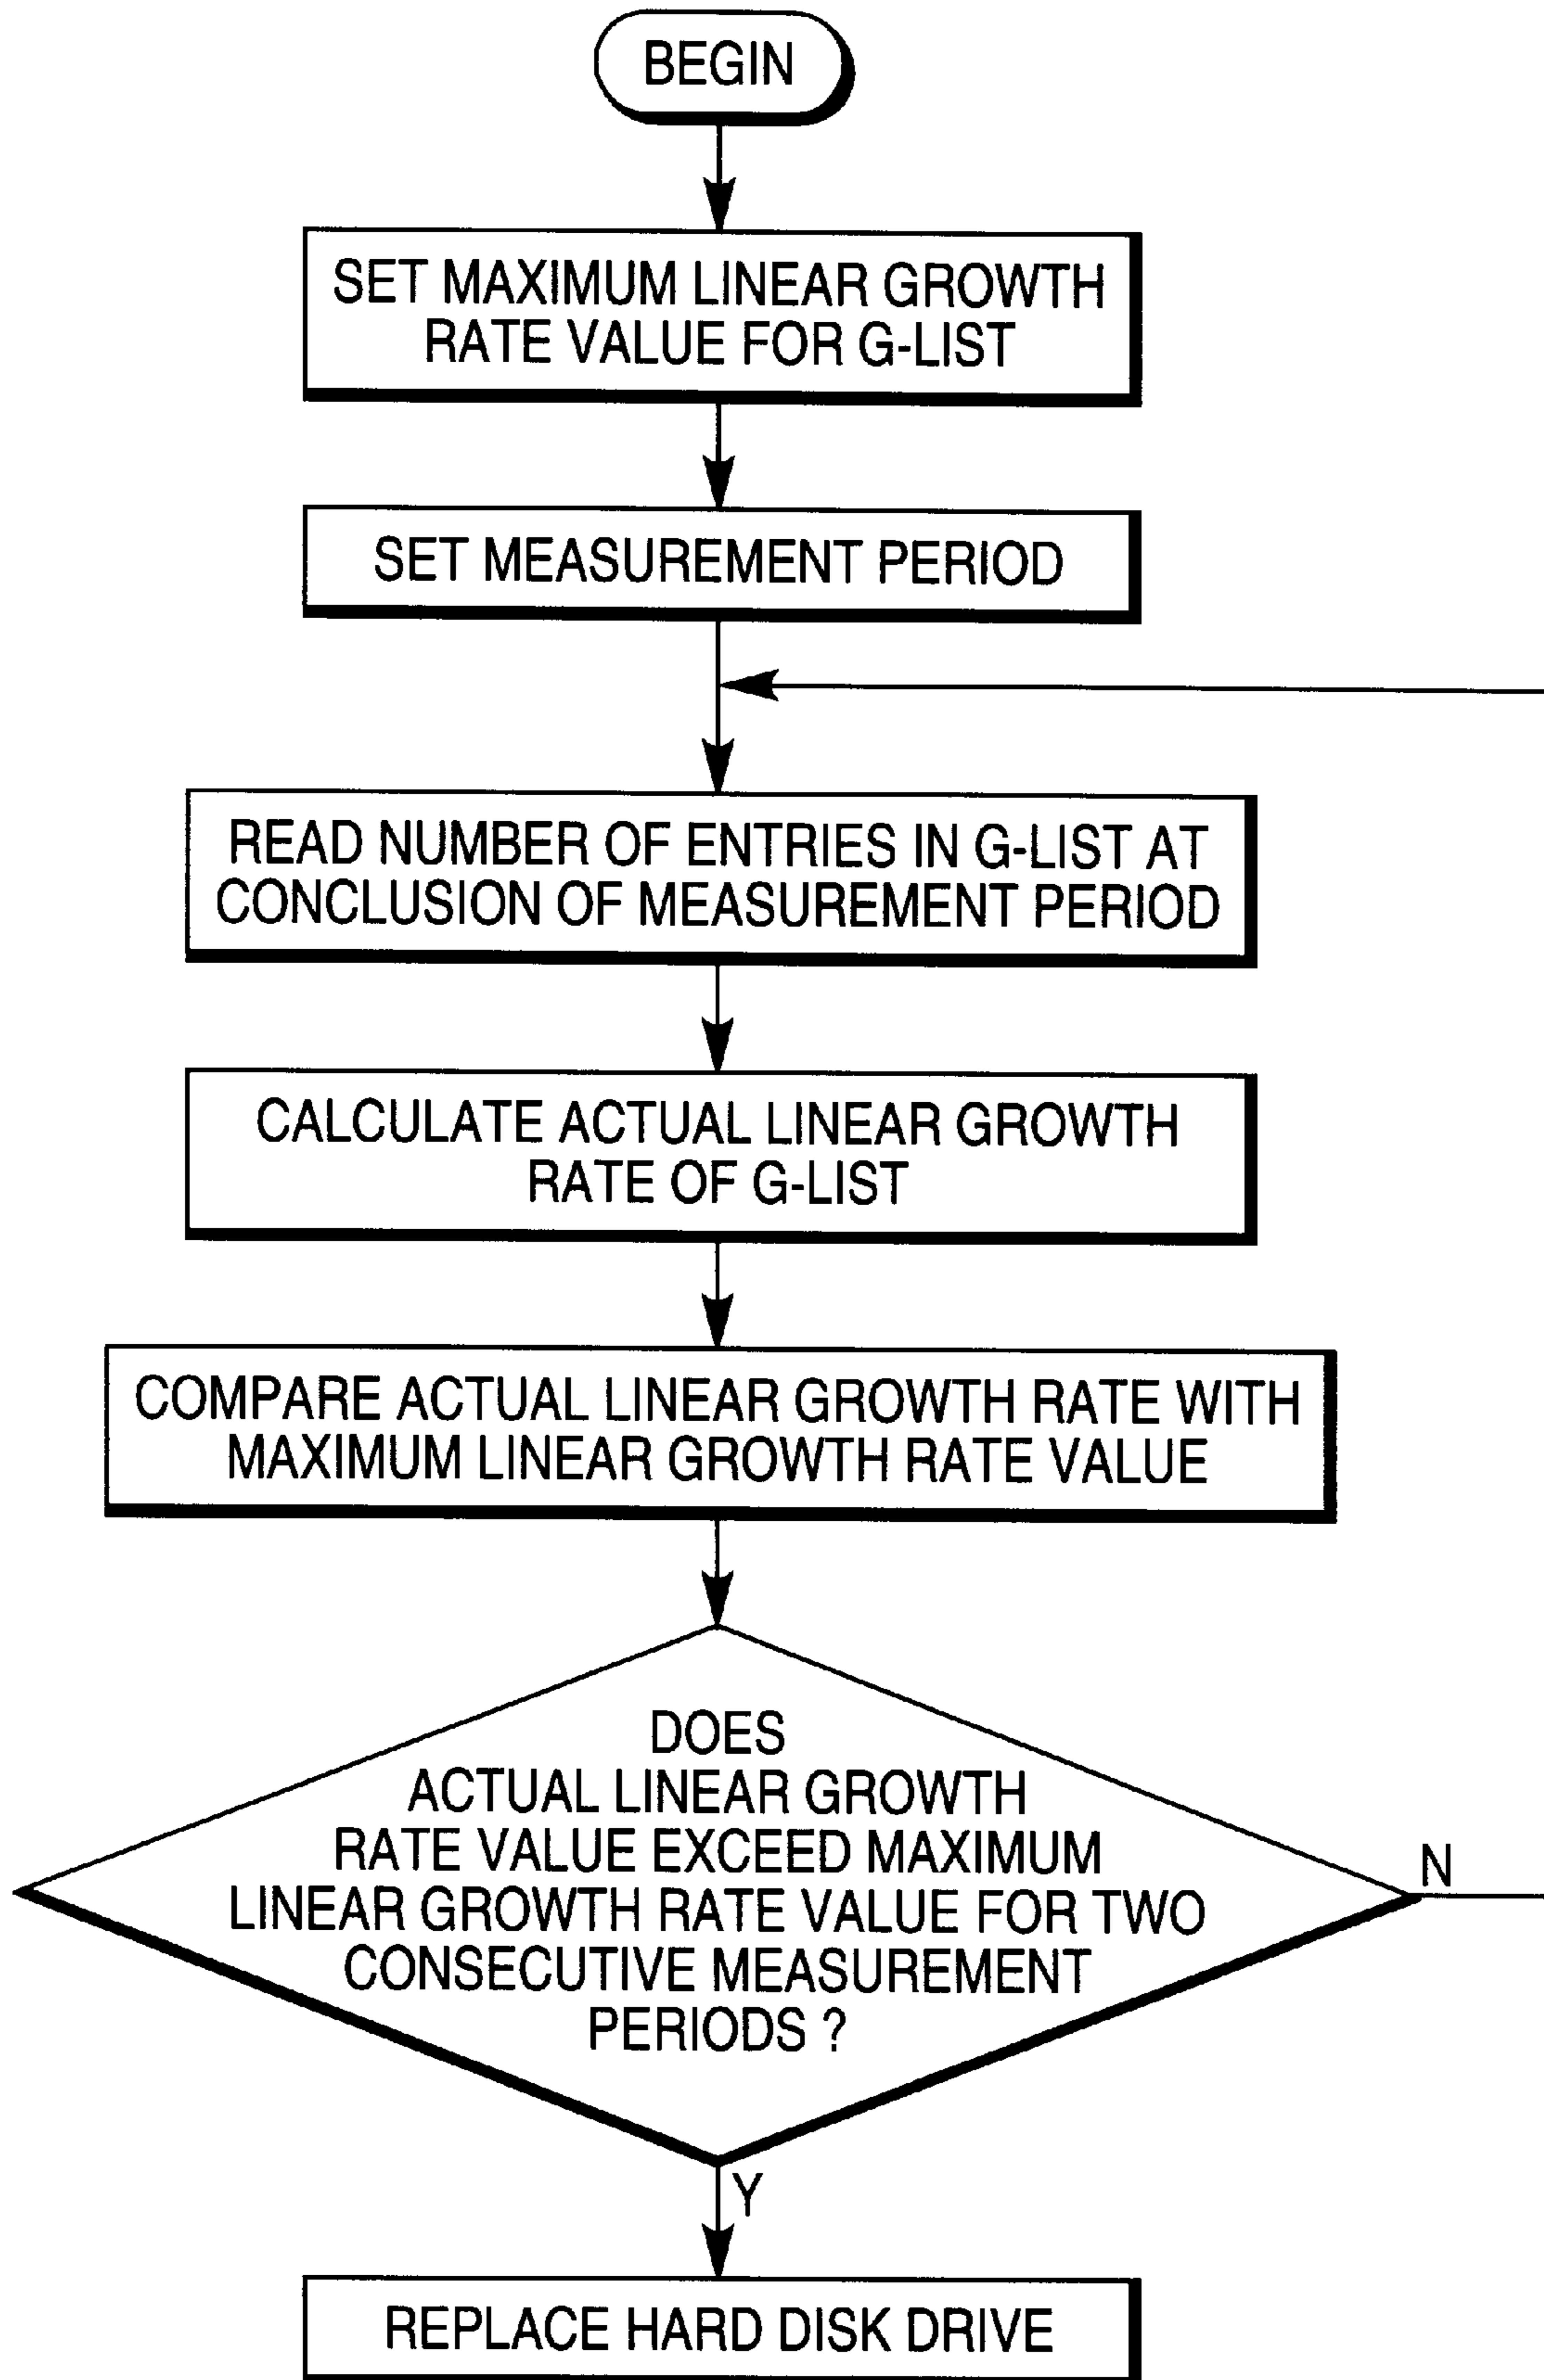 BEGIN
SET MAXIMUM LINEAR GROWTH
RATE VALUE FOR G-LIST
SET MEASUREMENT PERIOD
READ NUMBER OF ENTRIES IN G-LIST AT
CONCLUSION OF MEASUREMENT PERIOD
CALCULATE ACTUAL LINEAR GROWTH
RATE OF G-LIST
COMPARE ACTUAL LINEAR GROWTH RATE WITH
MAXIMUM LINEAR GROWTH RATE VALUE
DOES
ACTUAL LINEAR GROWTH
RATE VALUE EXCEED MAXIMUM
LINEAR GROWTH RATE VALUE FOR TWO
CONSECUTIVE MEASUREMENT
PERIODS ?
N
Y
REPLACE HARD DISK DRIVE